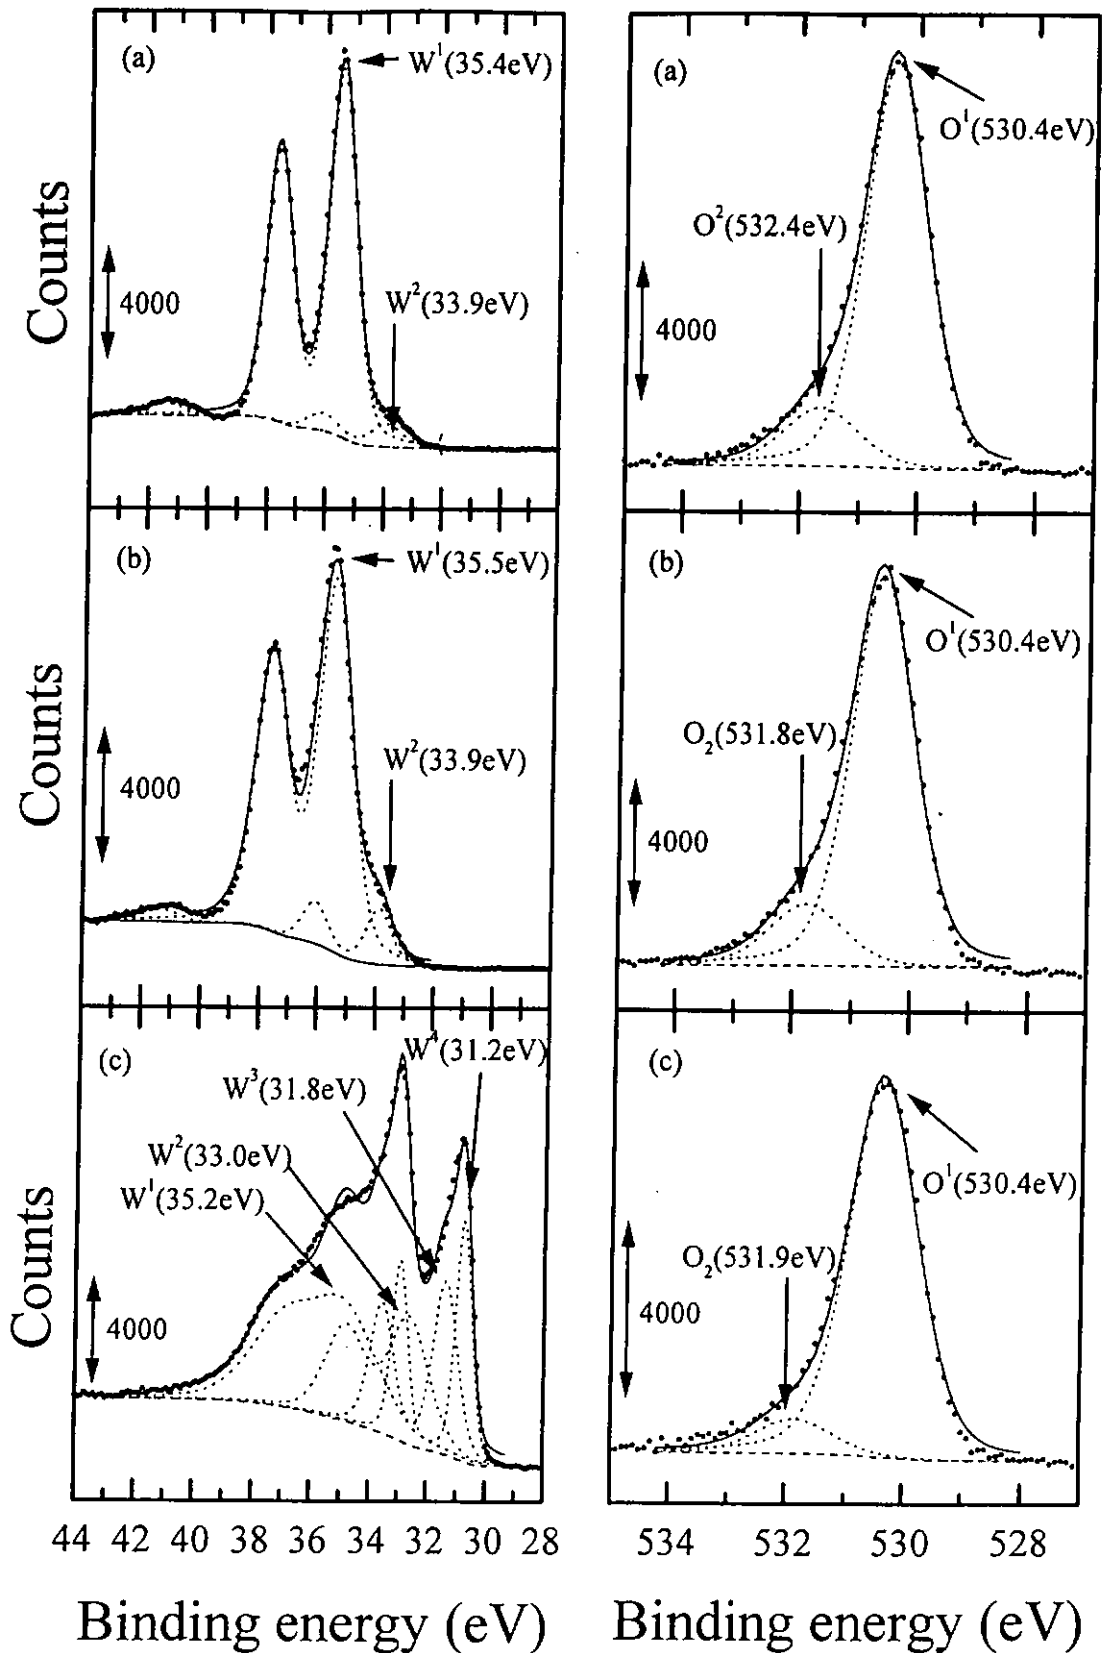 (a)
W¹(35.4eV)
W²(33.9eV)
Counts
4000
(b)
W¹(35.5eV)
W²(33.9eV)
Counts
4000
(c)
W⁴(31.2eV)
W³(31.8eV)
W²(33.0eV)
W¹(35.2eV)
Counts
4000
44 42 40 38 36 34 32 30 28
Binding energy (eV)
(a)
O¹(530.4eV)
O²(532.4eV)
4000
(b)
O¹(530.4eV)
O₂(531.8eV)
4000
(c)
O¹(530.4eV)
O₂(531.9eV)
4000
534 532 530 528
Binding energy (eV)